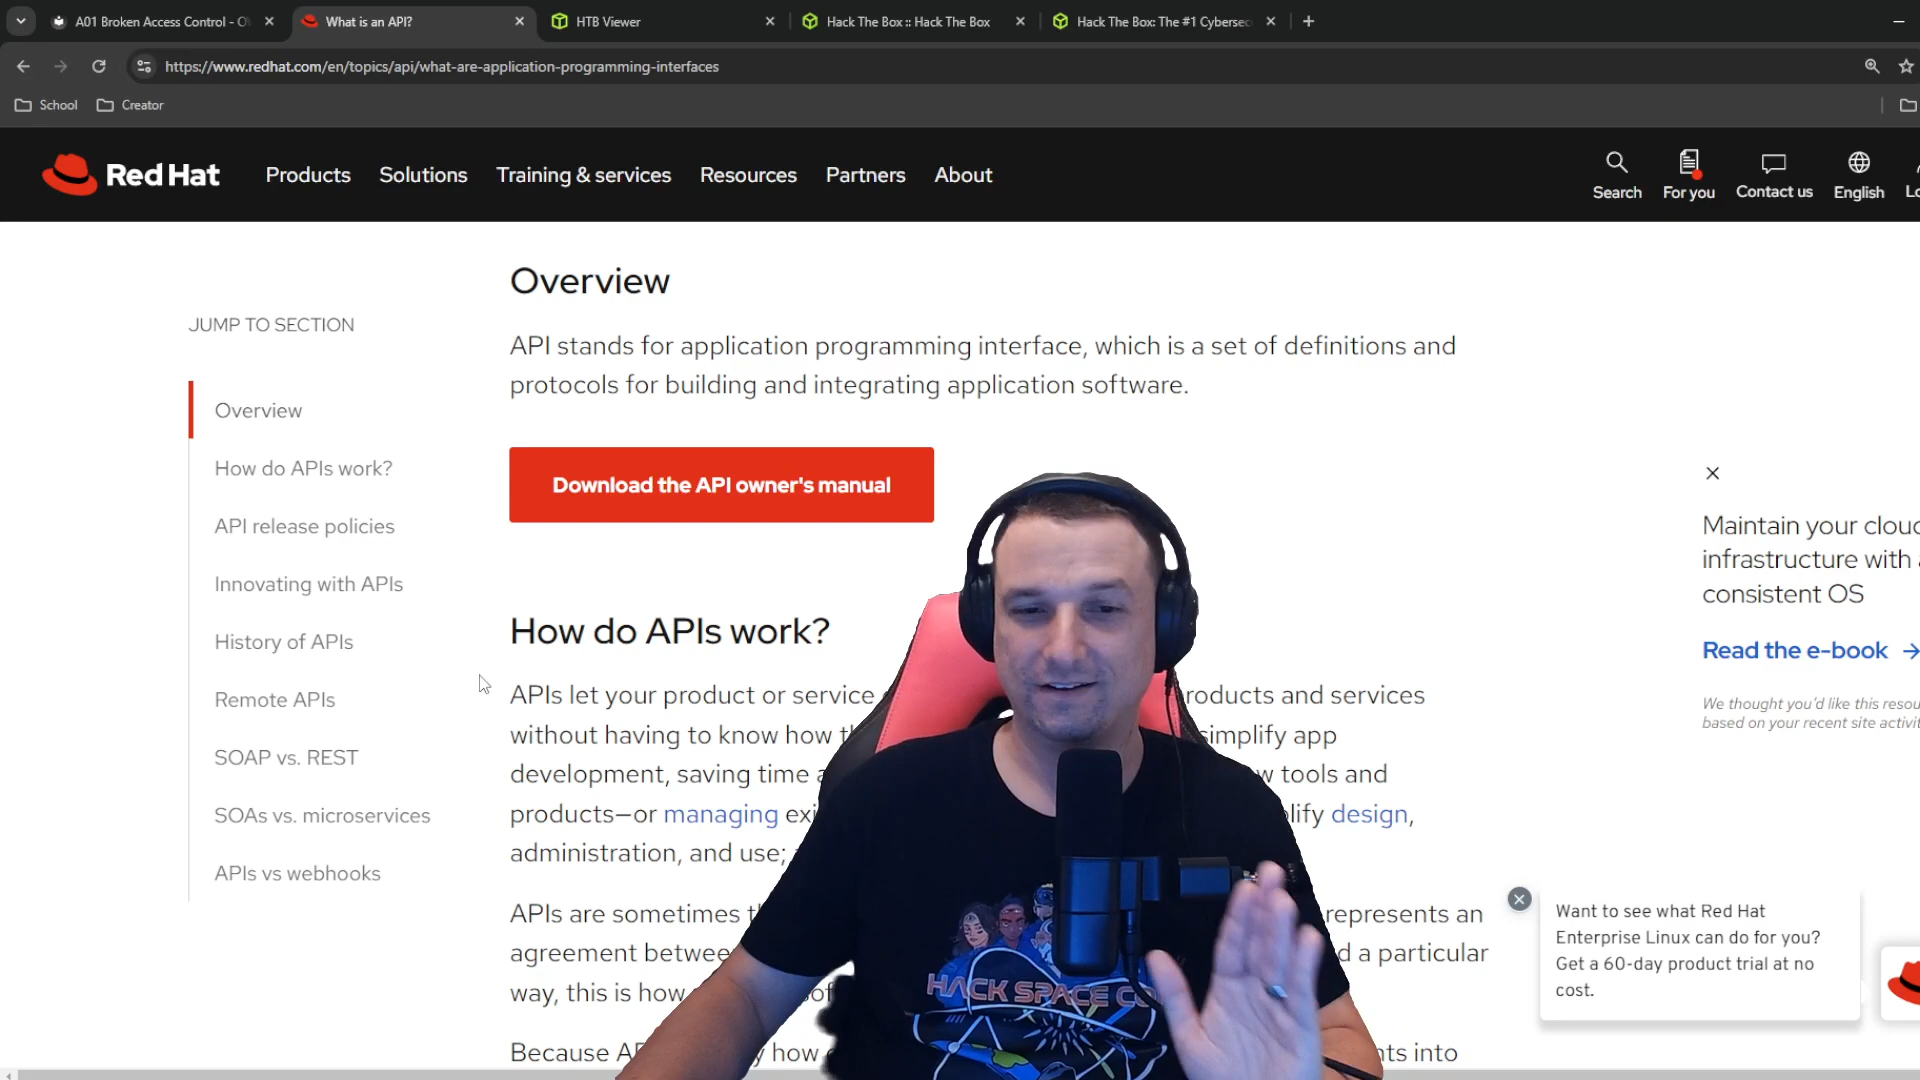 A01 Broken Access Control - O
What is an API?
HTB Viewer
Hack The Box :: Hack The Box
Hack The Box: The #1 Cybersec
https://www.redhat.com/en/topics/api/what-are-application-programming-interfaces
School
Creator
Red Hat
Products
Solutions
Training & services
Resources
Partners
About
Search
For you
Contact us
English
JUMP TO SECTION
Overview
How do APIs work?
API release policies
Innovating with APIs
History of APIs
Remote APIs
SOAP vs. REST
SOAs vs. microservices
APIs vs webhooks
Overview
API stands for application programming interface, which is a set of definitions and
protocols for building and integrating application software.
Download the API owner's manual
How do APIs work?
APIs let your product or service products and services
without having to know how simplify app
development, saving time tools and
products—or managing design,
administration, and use;
APIs are sometimes represents an
agreement between a particular
way, this is how
Because how into
HACK SPACE CO
Maintain your cloud
infrastructure with a
consistent OS
Read the e-book →
We thought you'd like this resou
based on your recent site activit
Want to see what Red Hat
Enterprise Linux can do for you?
Get a 60-day product trial at no
cost.